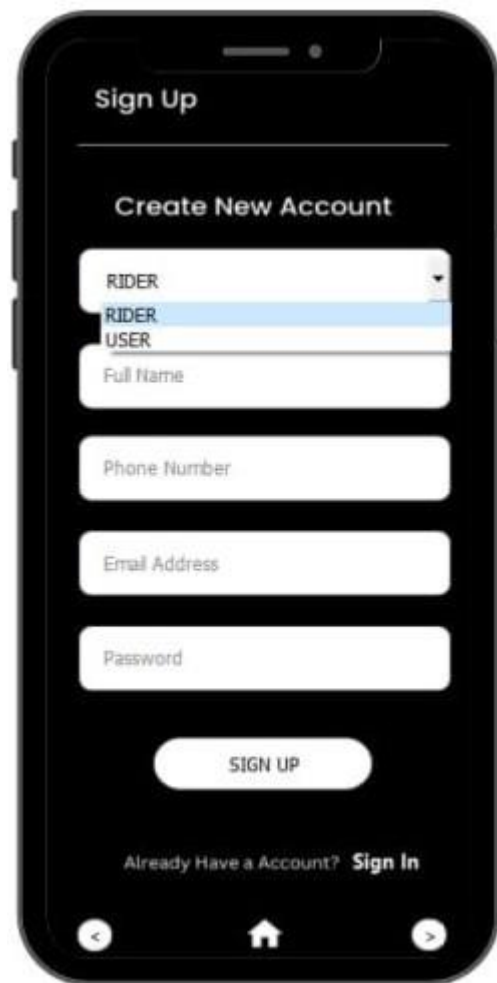 Sign Up
Create New Account
RIDER
RIDER
USER
Full Name
Phone Number
Email Address
Password
SIGN UP
Already Have a Account? Sign In
< >